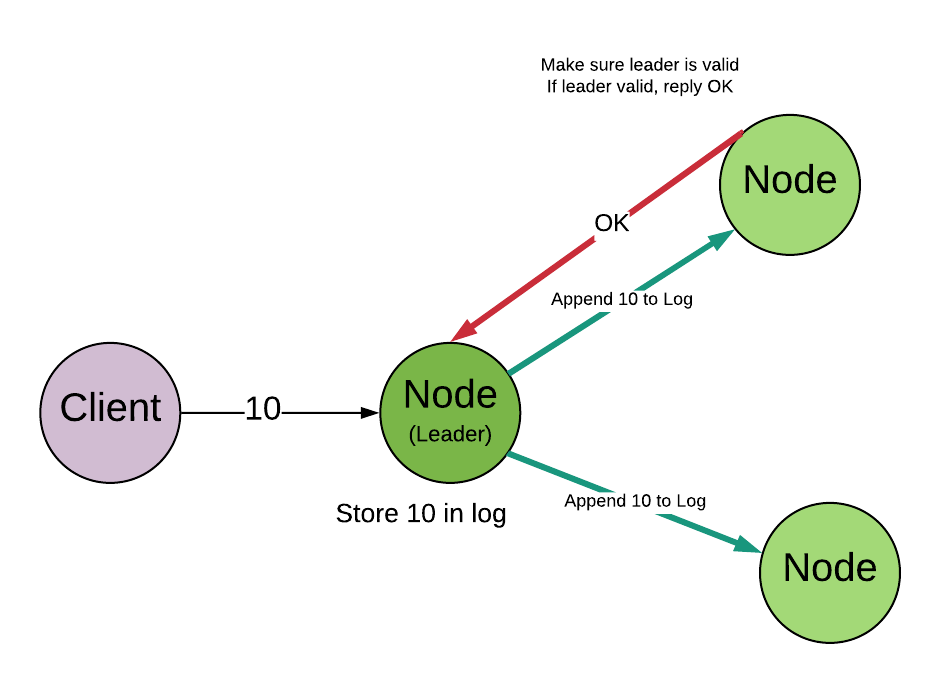 Make sure leader is valid
If leader valid, reply OK
Node
OK
Append 10 to Log
Client
10
Node
(Leader)
Store 10 in log
Append 10 to Log
Node